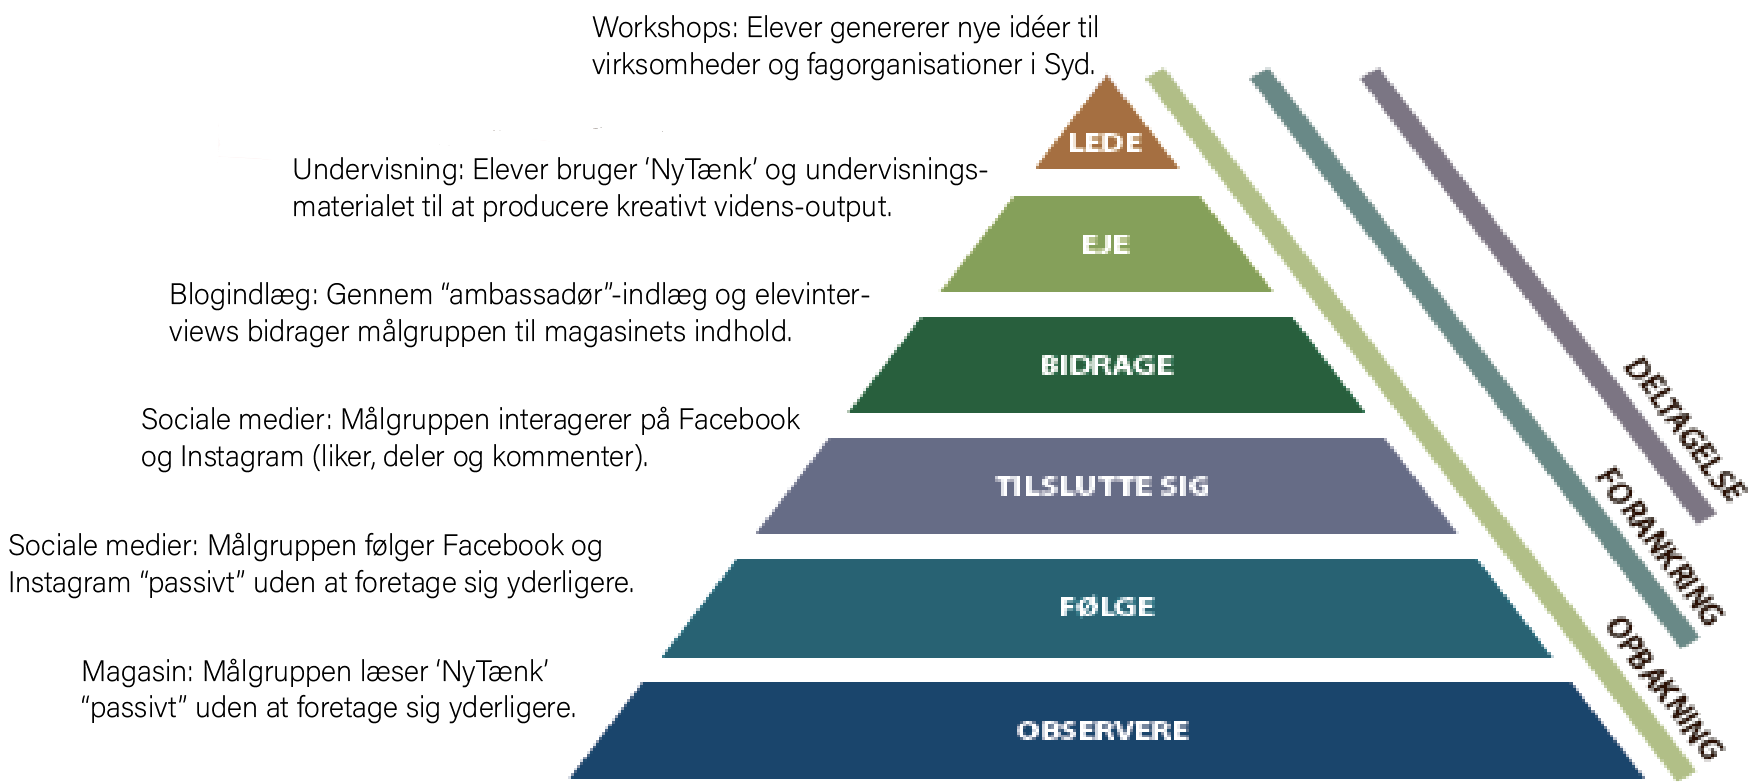 Workshops: Elever genererer nye idéer til
virksomheder og fagorganisationer i Syd.
LEDE
Undervisning: Elever bruger ‘NyTænk’ og undervisnings-
materialet til at producere kreativt videns-output.
EJE
Blogindlæg: Gennem “ambassadør”-indlæg og elevinter-
views bidrager målgruppen til magasinets indhold.
BIDRAGE
Sociale medier: Målgruppen interagerer på Facebook
og Instagram (liker, deler og kommenter).
TILSLUTTE SIG
Sociale medier: Målgruppen følger Facebook og
Instagram “passivt” uden at foretage sig yderligere.
FØLGE
Magasin: Målgruppen læser ‘NyTænk’
“passivt” uden at foretage sig yderligere.
OBSERVERE
DELTAGELSE
FORANKRING
OPBAKNING